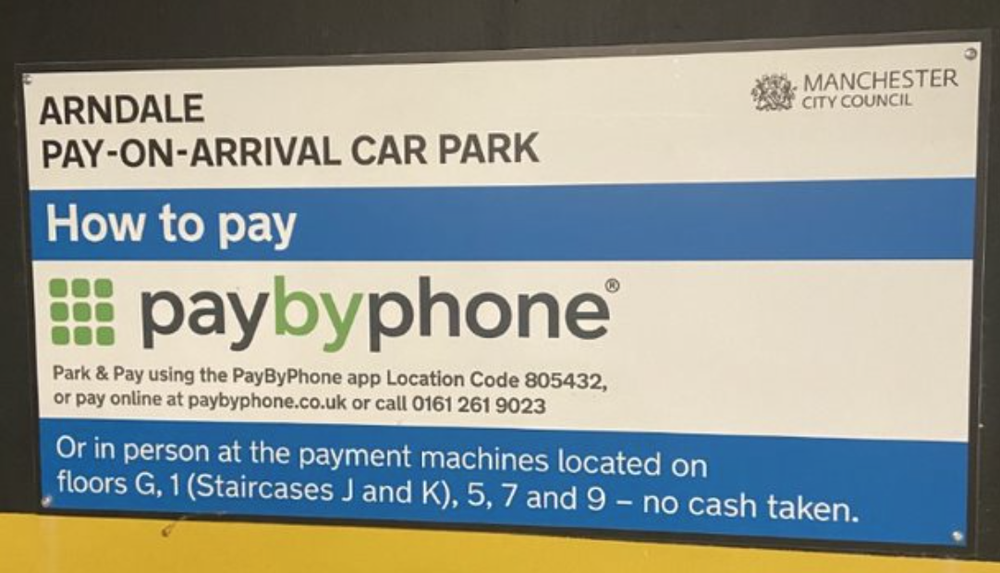 ARNDALE
PAY-ON-ARRIVAL CAR PARK
MANCHESTER
CITY COUNCIL
How to pay
paybyphone®
Park & Pay using the PayByPhone app Location Code 805432,
or pay online at paybyphone.co.uk or call 0161 261 9023
Or in person at the payment machines located on
floors G, 1 (Staircases J and K), 5, 7 and 9 – no cash taken.